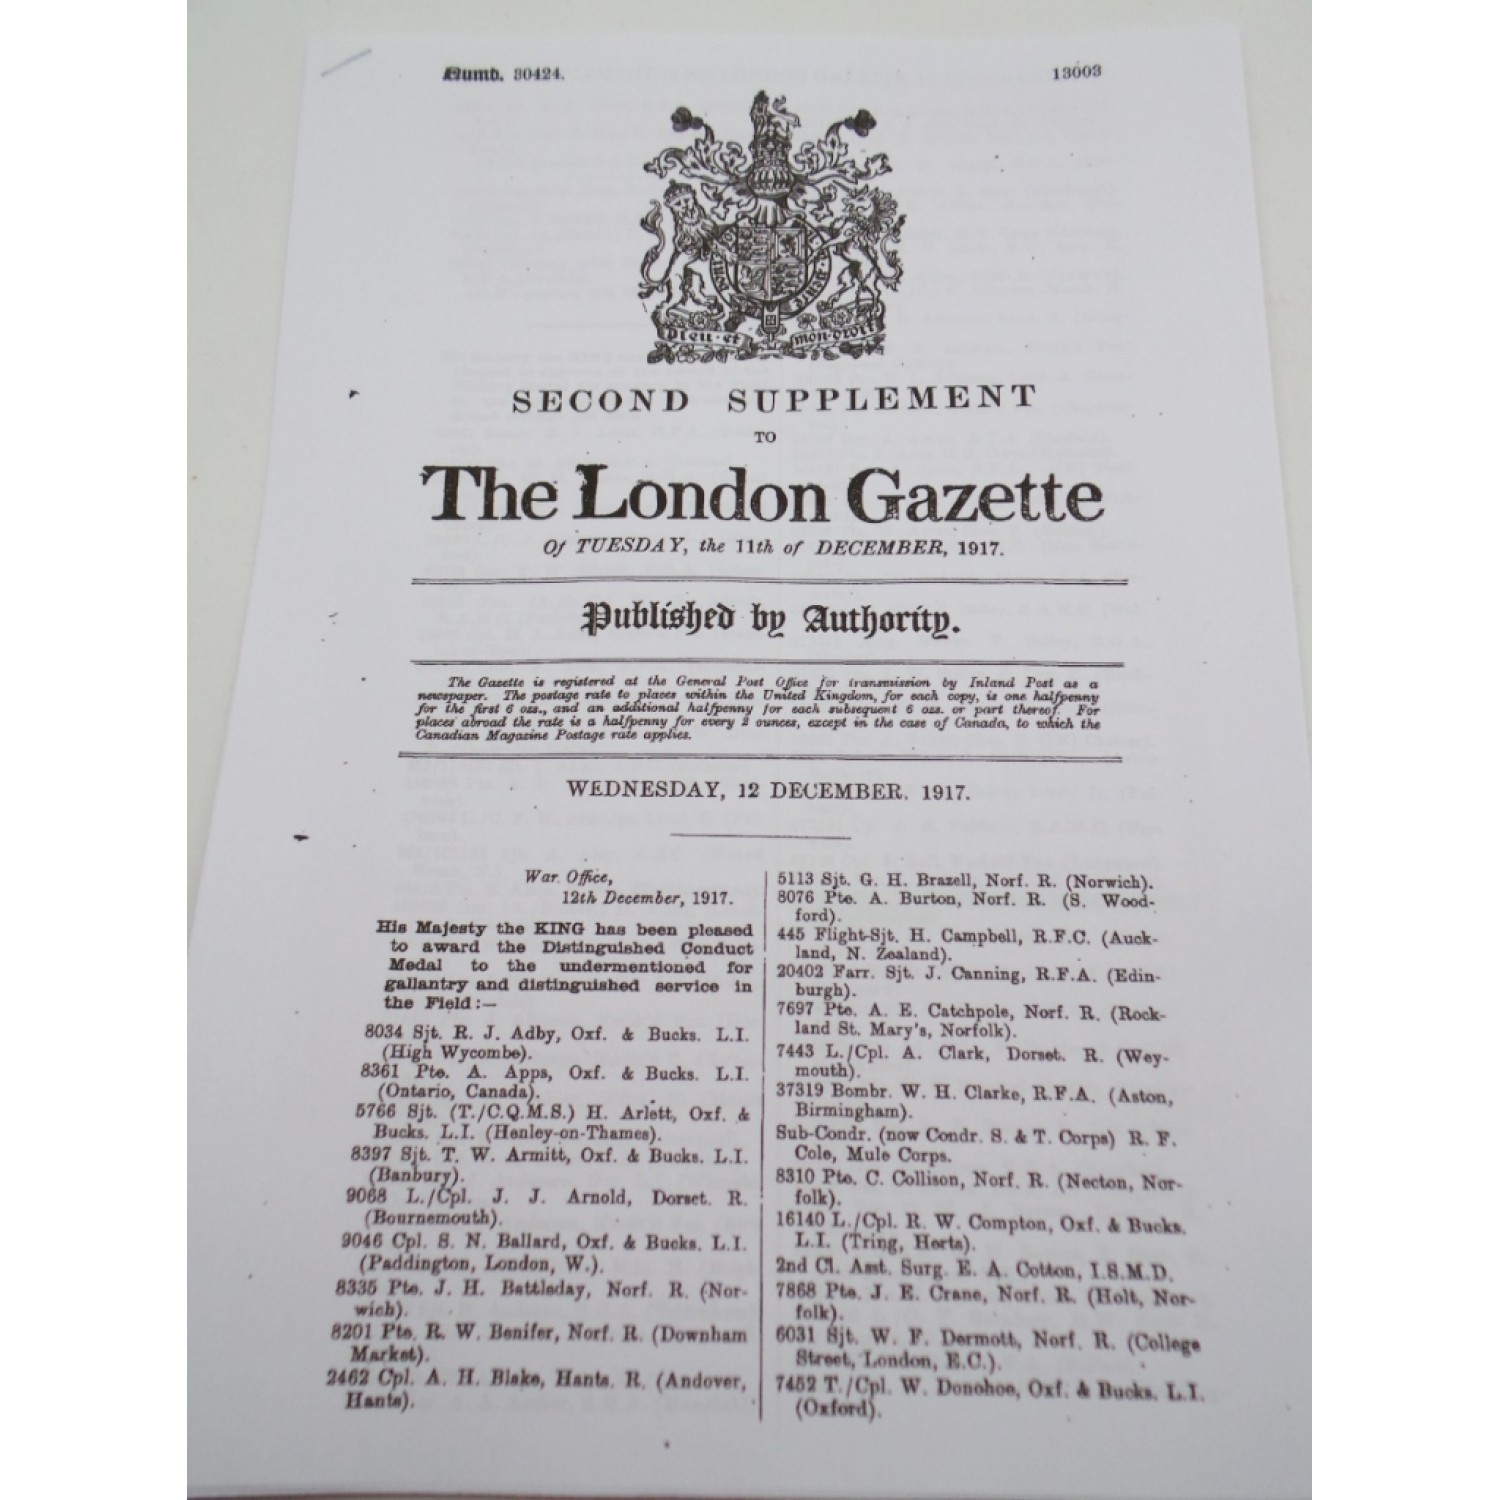 Numb. 30424.
13003
HONI
DIEU·ET
MON·DROIT
SECOND SUPPLEMENT
TO
The London Gazette
Of TUESDAY, the 11th of DECEMBER, 1917.
Published by Authority.
The Gazette is registered at the General Post Office for transmission by Inland Post as a
newspaper. The postage rate to places within the United Kingdom, for each copy, is one halfpenny
for the first 6 ozs., and an additional halfpenny for each subsequent 6 ozs. or part thereof. For
places abroad the rate is a halfpenny for every 2 ounces, except in the case of Canada, to which the
Canadian Magazine Postage rate applies.
WEDNESDAY, 12 DECEMBER. 1917.
War Office,
12th December, 1917.
His Majesty the KING has been pleased
to award the Distinguished Conduct
Medal to the undermentioned for
gallantry and distinguished service in
the Field:—
8034 Sjt. R. J. Adby, Oxf. & Bucks. L.I.
(High Wycombe).
8361 Pte. A. Apps, Oxf. & Bucks. L.I.
(Ontario, Canada).
5766 Sjt. (T./C.Q.M.S.) H. Arlett, Oxf. &
Bucks. L.I. (Henley-on-Thames).
8397 Sjt. T. W. Armitt, Oxf. & Bucks. L.I.
(Banbury).
9068 L./Cpl. J. J. Arnold, Dorset. R.
(Bournemouth).
9046 Cpl. S. N. Ballard, Oxf. & Bucks. L.I.
(Paddington, London, W.).
8335 Pte. J. H. Battleday, Norf. R. (Nor-
wich).
8201 Pte. R. W. Benifer, Norf. R. (Downham
Market).
2462 Cpl. A. H. Blake, Hants. R. (Andover,
Hants).
5113 Sjt. G. H. Brazell, Norf. R. (Norwich).
8076 Pte. A. Burton, Norf. R. (S. Wood-
ford).
445 Flight-Sjt. H. Campbell, R.F.C. (Auck-
land, N. Zealand).
20402 Farr. Sjt. J. Canning, R.F.A. (Edin-
burgh).
7697 Pte. A. E. Catchpole, Norf. R. (Rock-
land St. Mary's, Norfolk).
7443 L./Cpl. A. Clark, Dorset. R. (Wey-
mouth).
37319 Bombr. W. H. Clarke, R.F.A. (Aston,
Birmingham).
Sub-Condr. (now Condr. S. & T. Corps) R. F.
Cole, Mule Corps.
8310 Pte. C. Collison, Norf. R. (Necton, Nor-
folk).
16140 L./Cpl. R. W. Compton, Oxf. & Bucks.
L.I. (Tring, Herts).
2nd Cl. Asst. Surg. E. A. Cotton, I.S.M.D.
7868 Pte. J. E. Crane, Norf. R. (Holt, Nor-
folk).
6031 Sjt. W. F. Dermott, Norf. R. (College
Street, London, E.C.).
7452 T./Cpl. W. Donohoe, Oxf. & Bucks. L.I.
(Oxford).